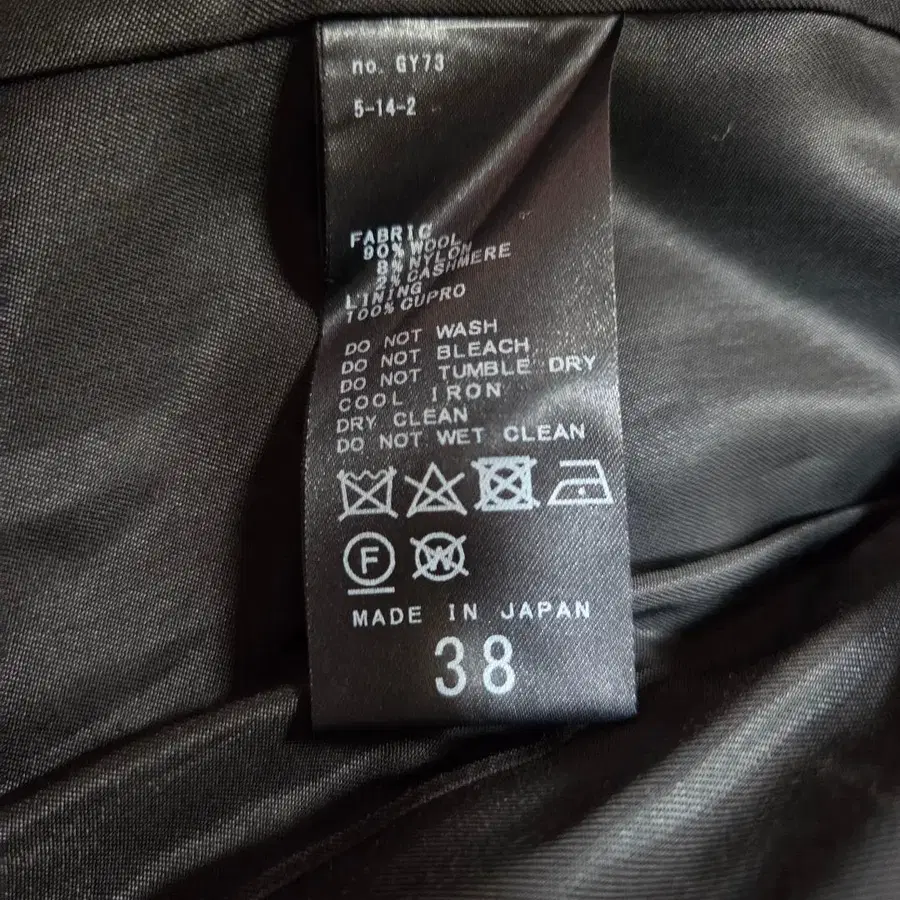 no. GY73
5-14-2
FABRIC
90% WOOL
8% NYLON
2% CASHMERE
LINING
100% CUPRO
DO NOT WASH
DO NOT BLEACH
DO NOT TUMBLE DRY
COOL IRON
DRY CLEAN
DO NOT WET CLEAN
F W
MADE IN JAPAN
38